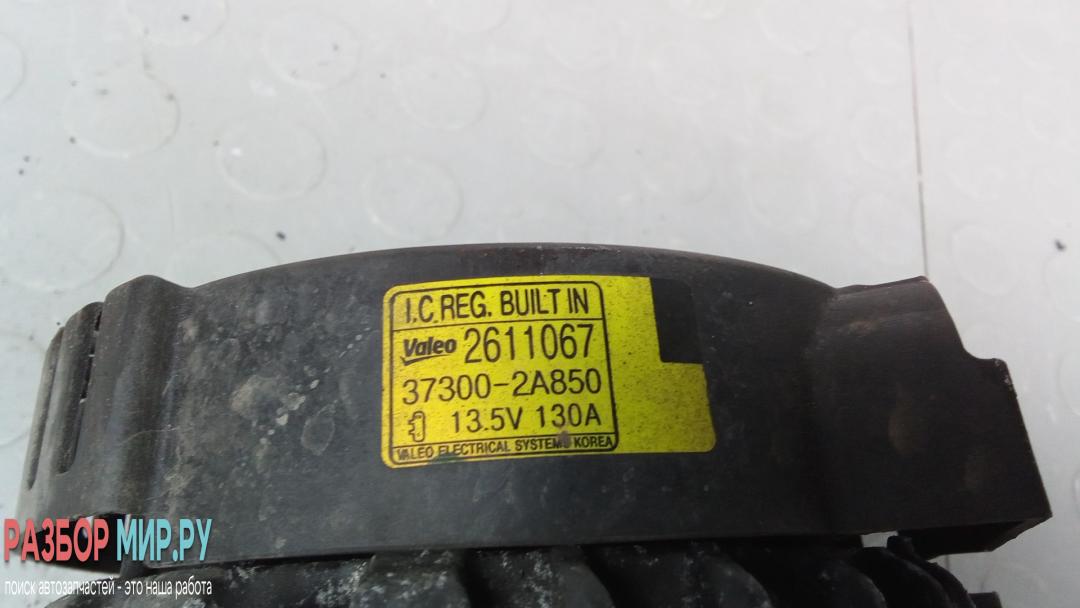 I.C. REG. BUILT IN
Valeo 2611067
37300-2A850
13.5V 130A
VALEO ELECTRICAL SYSTEMS KOREA
РАЗБОР МИР.РУ
поиск автозапчастей - это наша работа